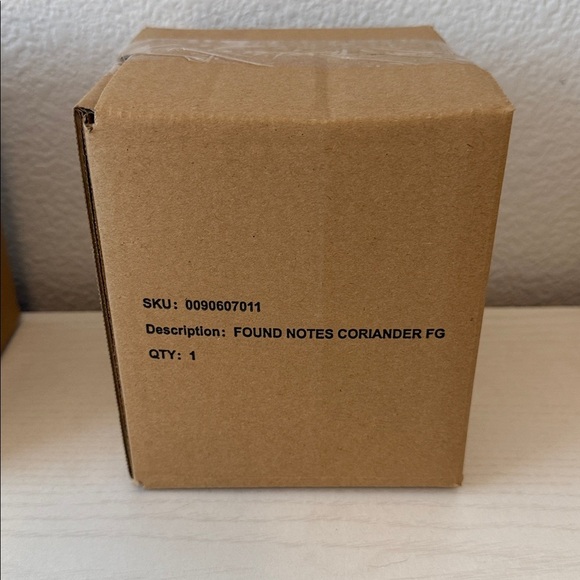 SKU: 0090607011
Description: FOUND NOTES CORIANDER FG
QTY: 1